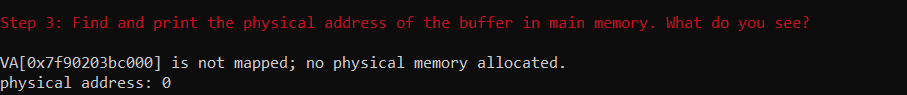 Step 3: Find and print the physical address of the buffer in main memory. What do you see?
VA[0x7f90203bc000] is not mapped; no physical memory allocated.
physical address: 0